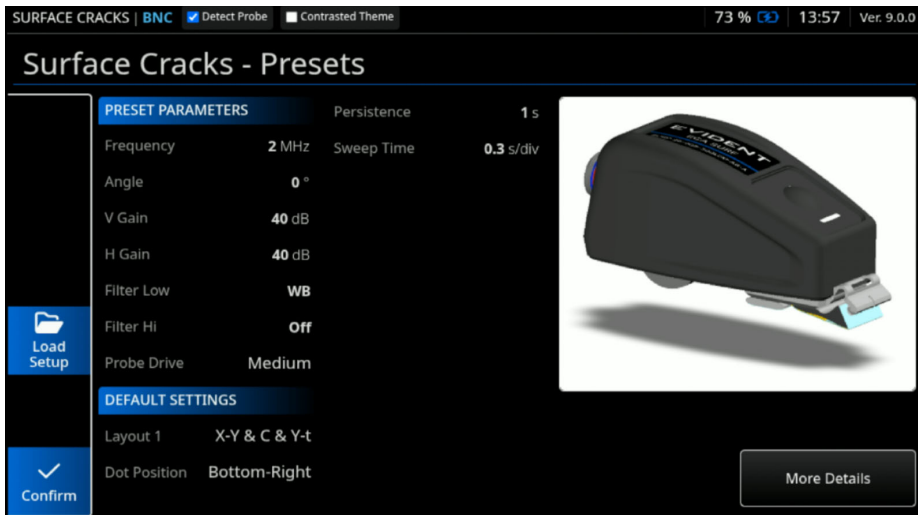 SURFACE CRACKS | BNC Detect Probe Contrasted Theme 73 % 13:57 Ver. 9.0.0
Surface Cracks - Presets
PRESET PARAMETERS
Frequency 2 MHz
Angle 0 °
V Gain 40 dB
H Gain 40 dB
Filter Low WB
Filter Hi Off
Probe Drive Medium
DEFAULT SETTINGS
Layout 1 X-Y & C & Y-t
Dot Position Bottom-Right
Persistence 1 s
Sweep Time 0.3 s/div
EVIDENT
Load
Setup
Confirm
More Details